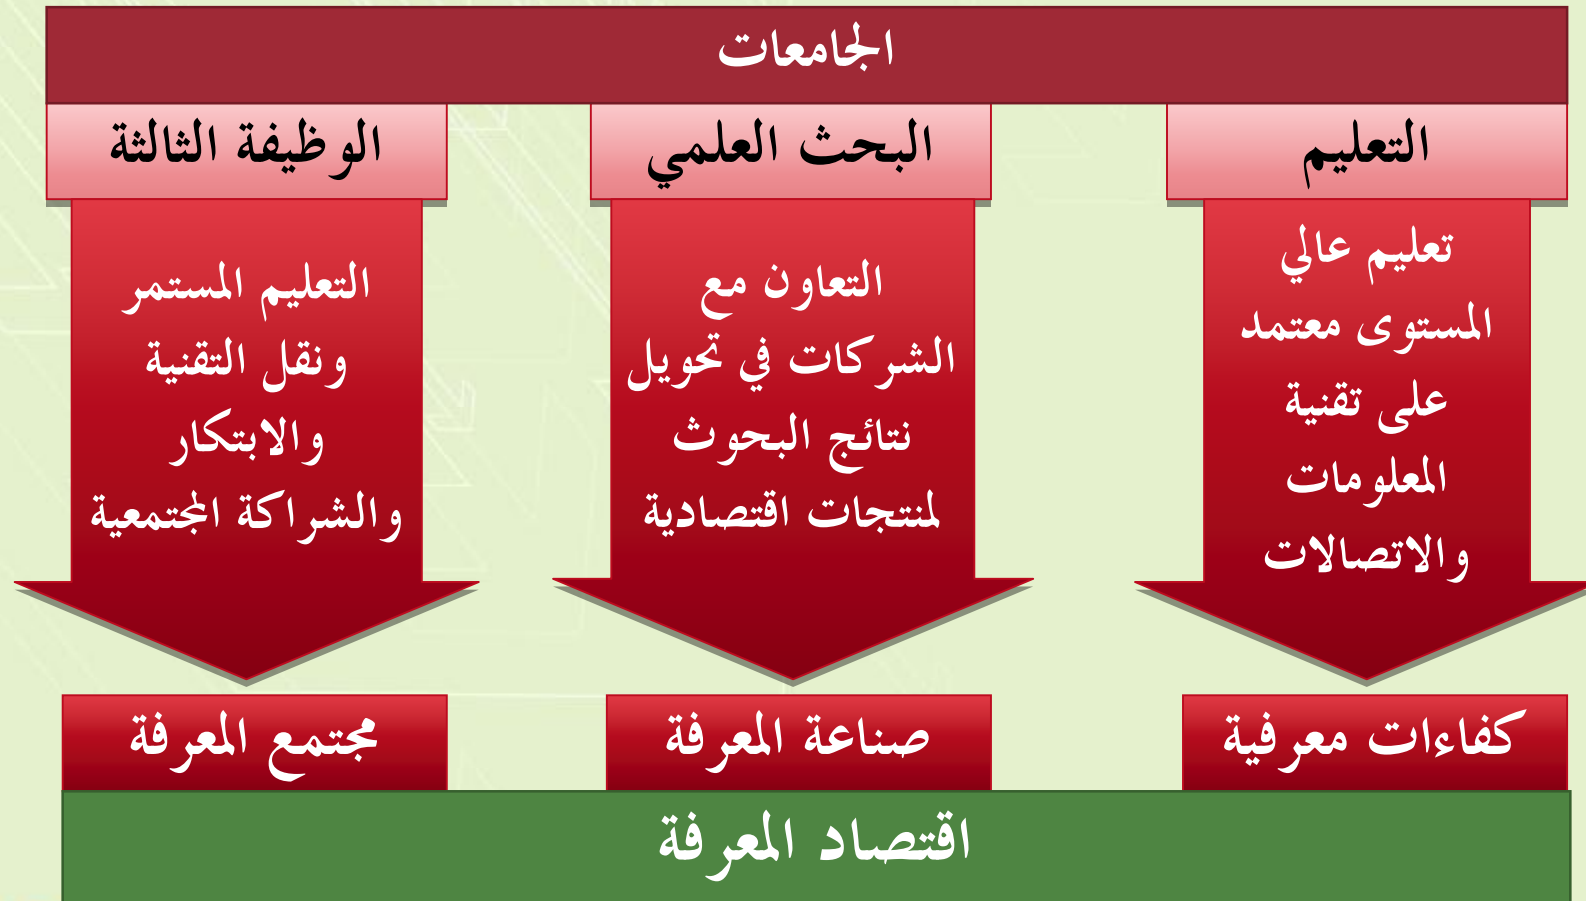 الجامعات
التعليم
البحث العلمي
الوظيفة الثالثة
تعليم عالي
المستوى معتمد
على تقنية
المعلومات
والاتصالات
التعاون مع
الشركات في تحويل
نتائج البحوث
لمنتجات اقتصادية
التعليم المستمر
ونقل التقنية
والابتكار
والشراكة المجتمعية
كفاءات معرفية
صناعة المعرفة
مجتمع المعرفة
اقتصاد المعرفة